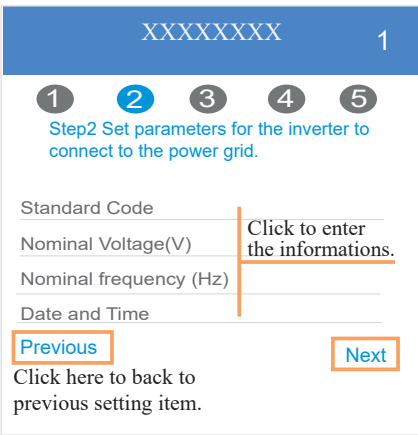 XXXXXXXX
1
1 2 3 4 5
Step2 Set parameters for the inverter to
connect to the power grid.
Standard Code
Click to enter
Nominal Voltage(V)
the informations.
Nominal frequency (Hz)
Date and Time
Previous
Next
Click here to back to
previous setting item.